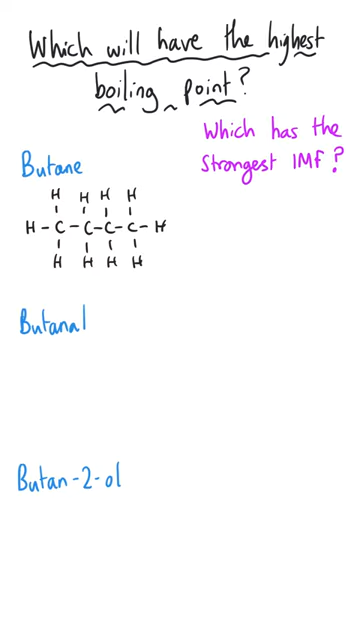 Which will have the highest
boiling point?
Which has the
strongest IMF?
Butane
H H H H
H-C-C-C-C-H
H H H H
Butanal
Butan-2-ol